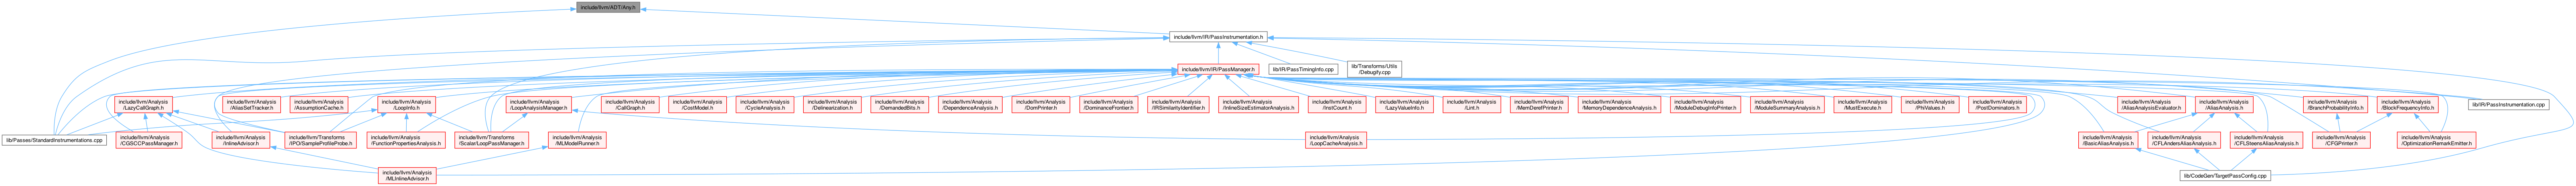 include/llvm/ADT/Any.h
include/llvm/IR/PassInstrumentation.h
include/llvm/IR/PassManager.h
lib/IR/PassTimingInfo.cpp
lib/Transforms/Utils
/Debugify.cpp
include/llvm/Analysis
/LazyCallGraph.h
include/llvm/Analysis
/AliasSetTracker.h
include/llvm/Analysis
/AssumptionCache.h
include/llvm/Analysis
/LoopInfo.h
include/llvm/Analysis
/LoopAnalysisManager.h
include/llvm/Analysis
/CallGraph.h
include/llvm/Analysis
/CostModel.h
include/llvm/Analysis
/CycleAnalysis.h
include/llvm/Analysis
/Delinearization.h
include/llvm/Analysis
/DemandedBits.h
include/llvm/Analysis
/DependenceAnalysis.h
include/llvm/Analysis
/DomPrinter.h
include/llvm/Analysis
/DominanceFrontier.h
include/llvm/Analysis
/IRSimilarityIdentifier.h
include/llvm/Analysis
/InlineSizeEstimatorAnalysis.h
include/llvm/Analysis
/InstCount.h
include/llvm/Analysis
/LazyValueInfo.h
include/llvm/Analysis
/Lint.h
include/llvm/Analysis
/MemDerefPrinter.h
include/llvm/Analysis
/MemoryDependenceAnalysis.h
include/llvm/Analysis
/ModuleDebugInfoPrinter.h
include/llvm/Analysis
/ModuleSummaryAnalysis.h
include/llvm/Analysis
/MustExecute.h
include/llvm/Analysis
/PhiValues.h
include/llvm/Analysis
/PostDominators.h
include/llvm/Analysis
/AliasAnalysisEvaluator.h
include/llvm/Analysis
/AliasAnalysis.h
include/llvm/Analysis
/BranchProbabilityInfo.h
include/llvm/Analysis
/BlockFrequencyInfo.h
lib/IR/PassInstrumentation.cpp
lib/Passes/StandardInstrumentations.cpp
include/llvm/Analysis
/CGSCCPassManager.h
include/llvm/Analysis
/InlineAdvisor.h
include/llvm/Transforms
/IPO/SampleProfileProbe.h
include/llvm/Analysis
/FunctionPropertiesAnalysis.h
include/llvm/Transforms
/Scalar/LoopPassManager.h
include/llvm/Analysis
/MLModelRunner.h
include/llvm/Analysis
/LoopCacheAnalysis.h
include/llvm/Analysis
/BasicAliasAnalysis.h
include/llvm/Analysis
/CFLAndersAliasAnalysis.h
include/llvm/Analysis
/CFLSteensAliasAnalysis.h
include/llvm/Analysis
/CFGPrinter.h
include/llvm/Analysis
/OptimizationRemarkEmitter.h
include/llvm/Analysis
/MLInlineAdvisor.h
lib/CodeGen/TargetPassConfig.cpp